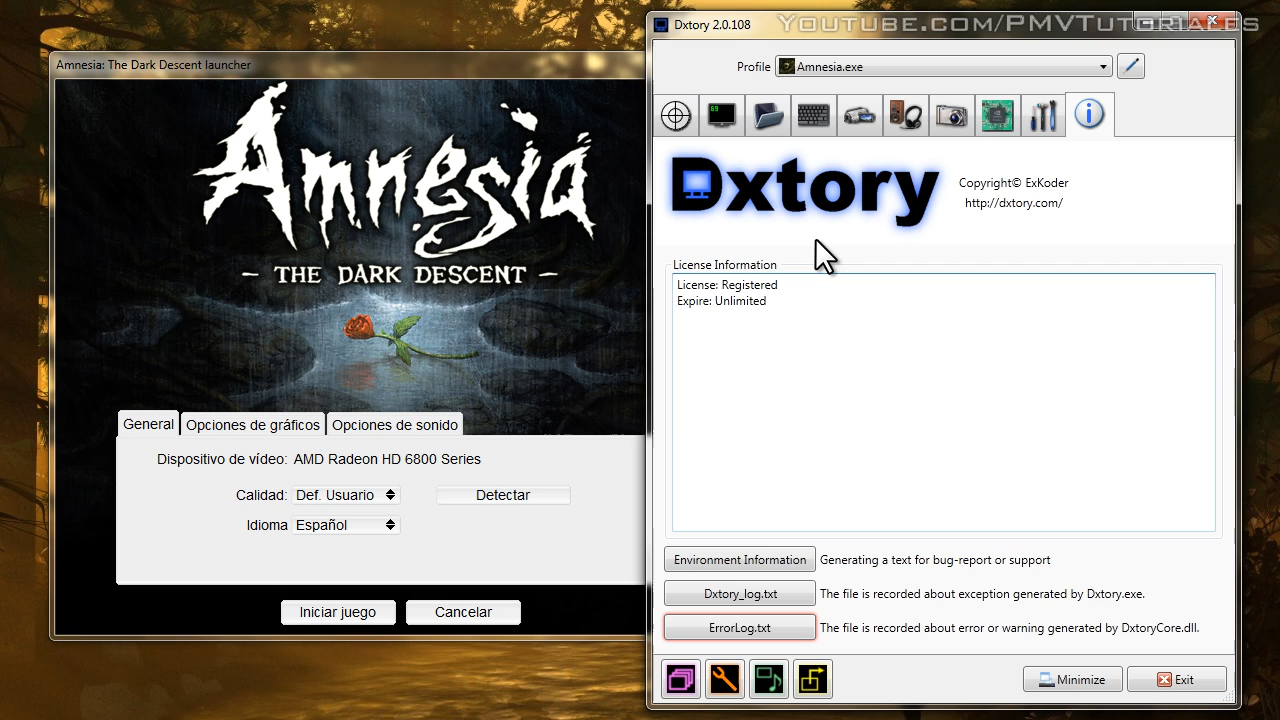 Youtube.com/PMVTutoriales
Amnesia: The Dark Descent launcher
Amnesia
- THE DARK DESCENT -
General
Opciones de gráficos
Opciones de sonido
Dispositivo de vídeo: AMD Radeon HD 6800 Series
Calidad: Def. Usuario
Detectar
Idioma Español
Iniciar juego
Cancelar
Dxtory 2.0.108
Profile Amnesia.exe
69
Dxtory
Copyright© ExKoder
http://dxtory.com/
License Information
License: Registered
Expire: Unlimited
Environment Information
Generating a text for bug-report or support
Dxtory_log.txt
The file is recorded about exception generated by Dxtory.exe.
ErrorLog.txt
The file is recorded about error or warning generated by DxtoryCore.dll.
Minimize
Exit